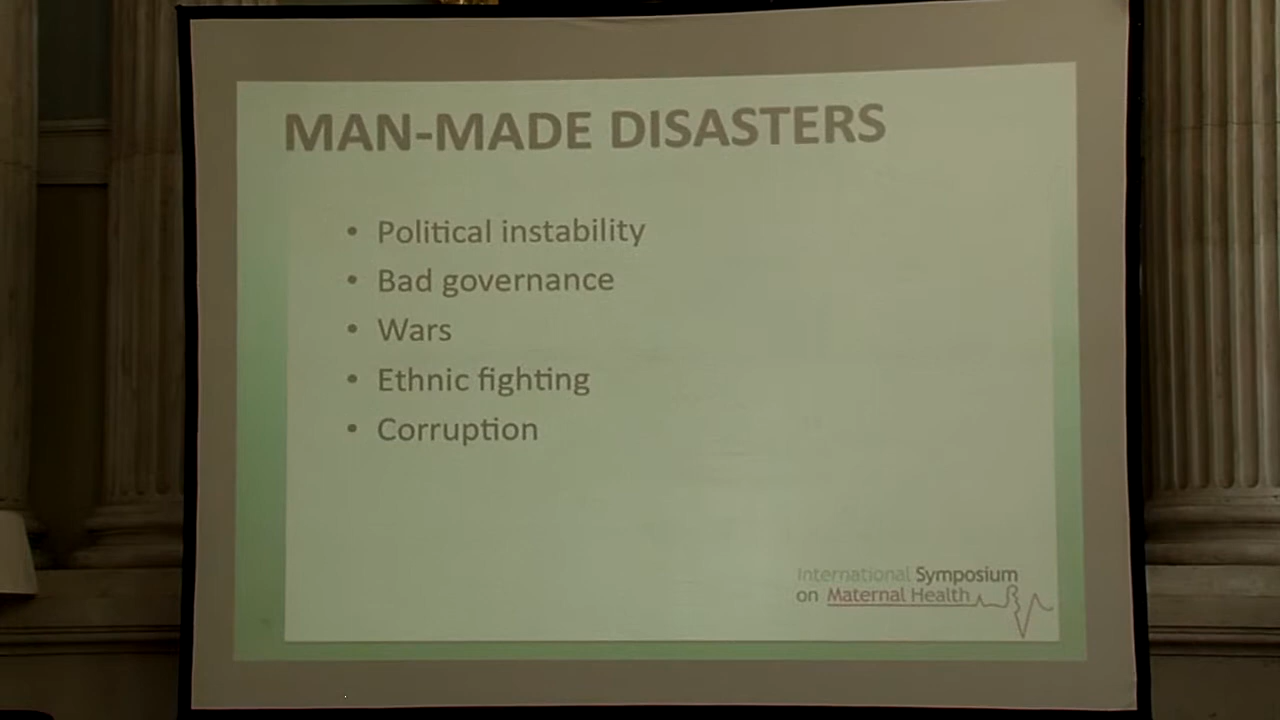 MAN-MADE DISASTERS
• Political instability
• Bad governance
• Wars
• Ethnic fighting
• Corruption
International Symposium
on Maternal Health